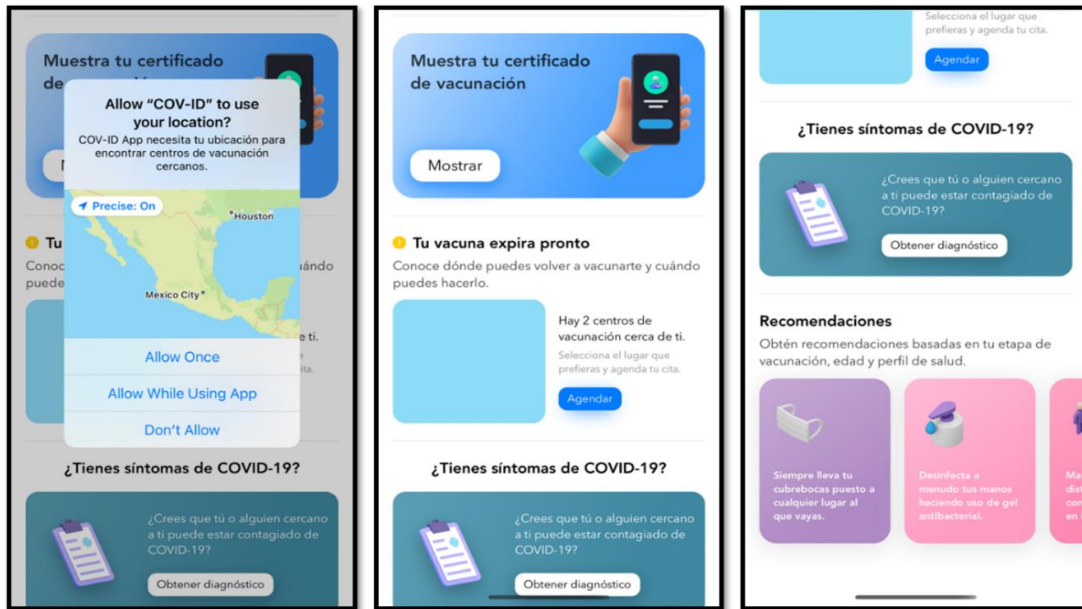 Muestra tu certificado
de
Allow “COV-ID” to use
your location?
COV-ID App necesita tu ubicación para
encontrar centros de vacunación
cercanos.
Precise: On
Houston
Mexico City
Allow Once
Allow While Using App
Don’t Allow
Tu
Conoc
ándo
puede
e ti.
ita.
¿Tienes síntomas de COVID-19?
¿Crees que tú o alguien cercano
a ti puede estar contagiado de
COVID-19?
Obtener diagnóstico
Muestra tu certificado
de vacunación
Mostrar
Tu vacuna expira pronto
Conoce dónde puedes volver a vacunarte y cuándo
puedes hacerlo.
Hay 2 centros de
vacunación cerca de ti.
Selecciona el lugar que
prefieras y agenda tu cita.
Agendar
¿Tienes síntomas de COVID-19?
¿Crees que tú o alguien cercano
a ti puede estar contagiado de
COVID-19?
Obtener diagnóstico
Selecciona el lugar que
prefieras y agenda tu cita.
Agendar
¿Tienes síntomas de COVID-19?
¿Crees que tú o alguien cercano
a ti puede estar contagiado de
COVID-19?
Obtener diagnóstico
Recomendaciones
Obtén recomendaciones basadas en tu etapa de
vacunación, edad y perfil de salud.
Siempre lleva tu
cubrebocas puesto a
cualquier lugar al
que vayas.
Desinfecta a
menudo tus manos
haciendo uso de gel
antibacterial.
Ma
dist
con
en